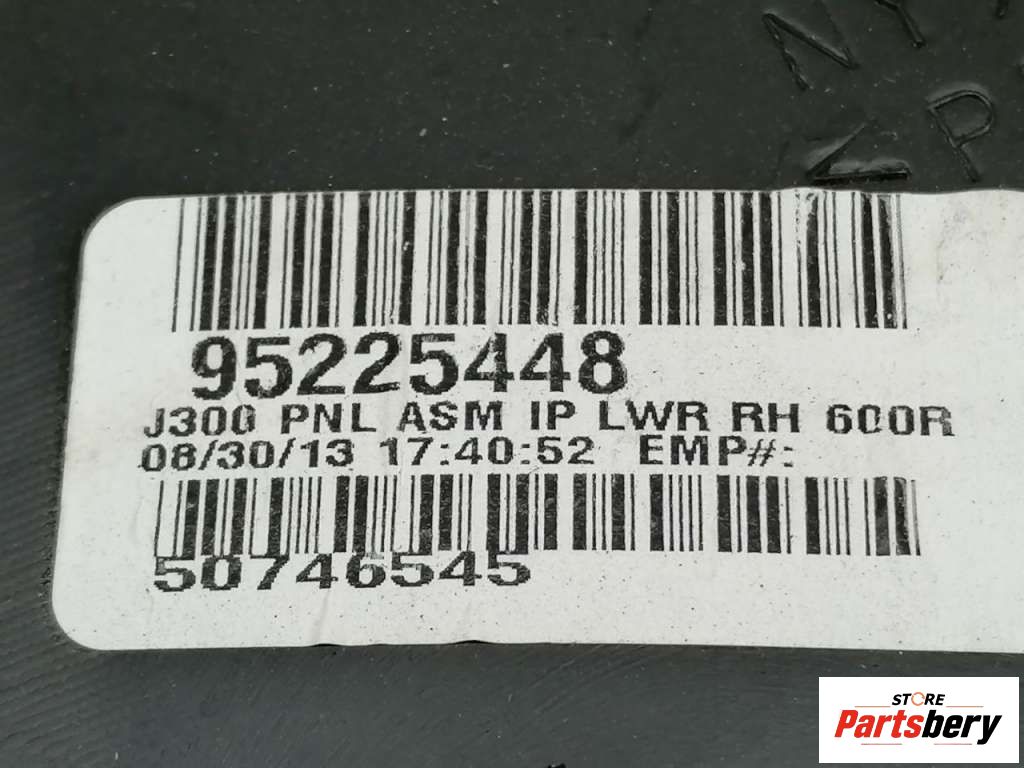 95225448
J300 PNL ASM IP LWR RH 600R
08/30/13 17:40:52 EMP#:
50746545
STORE
Partsbery